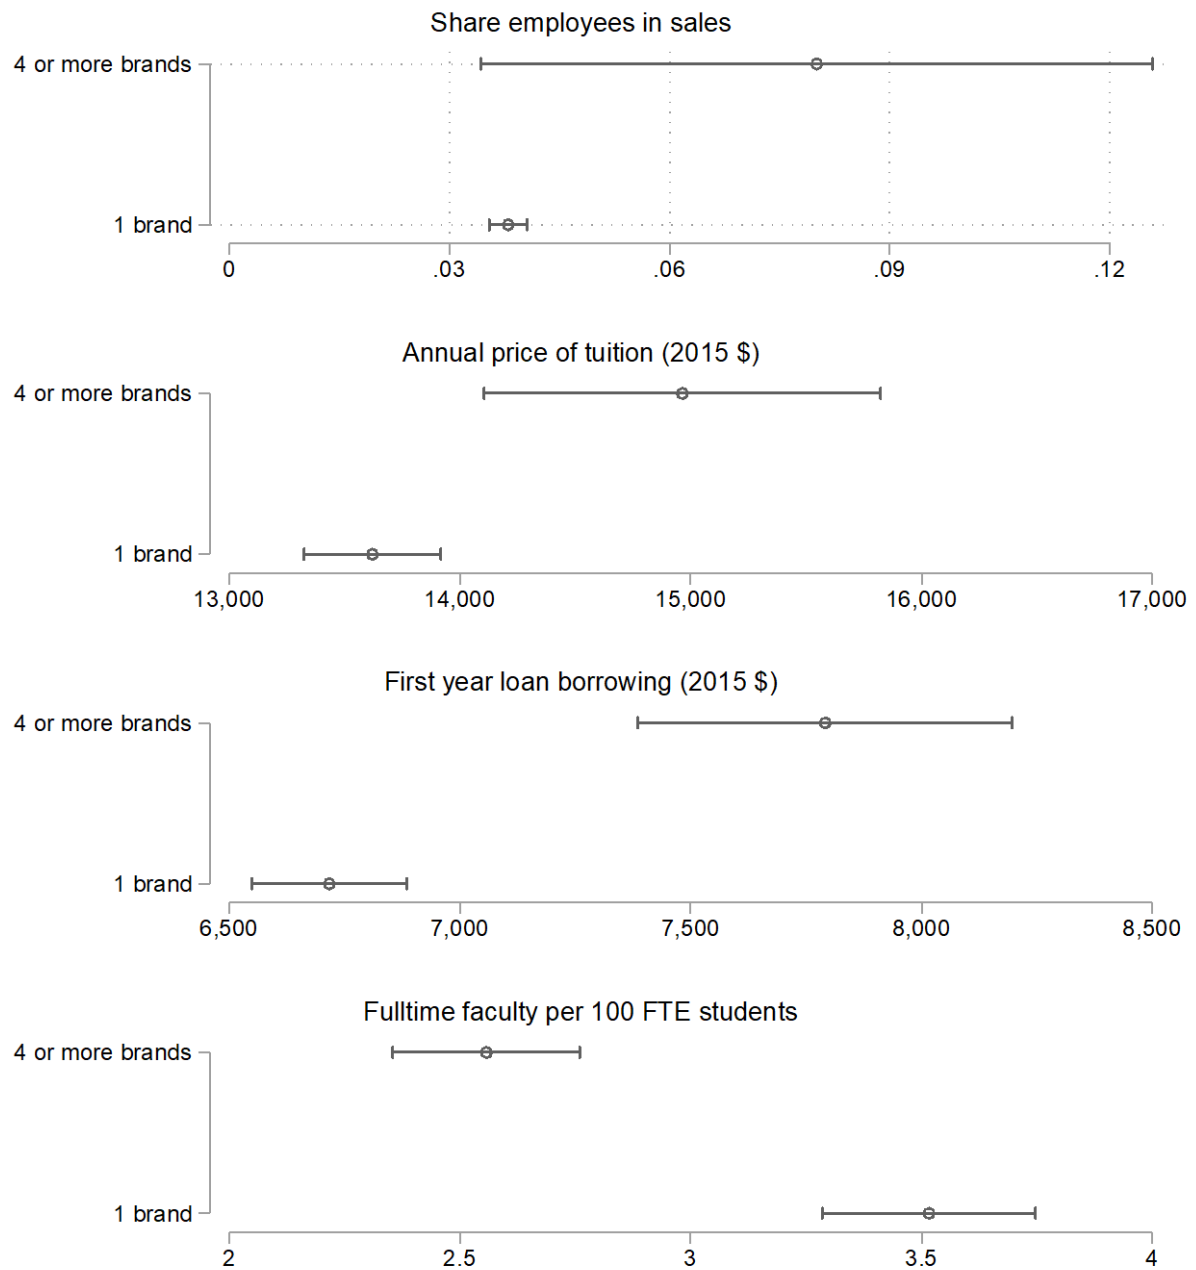 Share employees in sales
4 or more brands
1 brand
0 .03 .06 .09 .12
Annual price of tuition (2015 $)
4 or more brands
1 brand
13,000 14,000 15,000 16,000 17,000
First year loan borrowing (2015 $)
4 or more brands
1 brand
6,500 7,000 7,500 8,000 8,500
Fulltime faculty per 100 FTE students
4 or more brands
1 brand
2 2.5 3 3.5 4